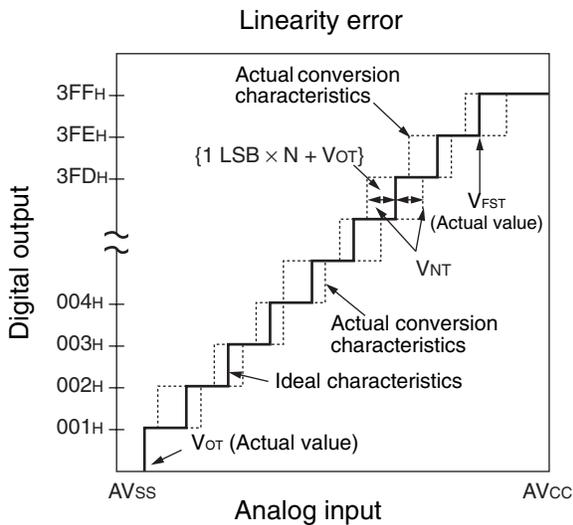 Linearity error
Actual conversion
characteristics
3FFH
3FEH
{1 LSB × N + VOT}
3FDH
VFST
(Actual value)
VNT
Digital output
004H
Actual conversion
characteristics
003H
Ideal characteristics
002H
001H
VOT (Actual value)
AVSS
AVCC
Analog input